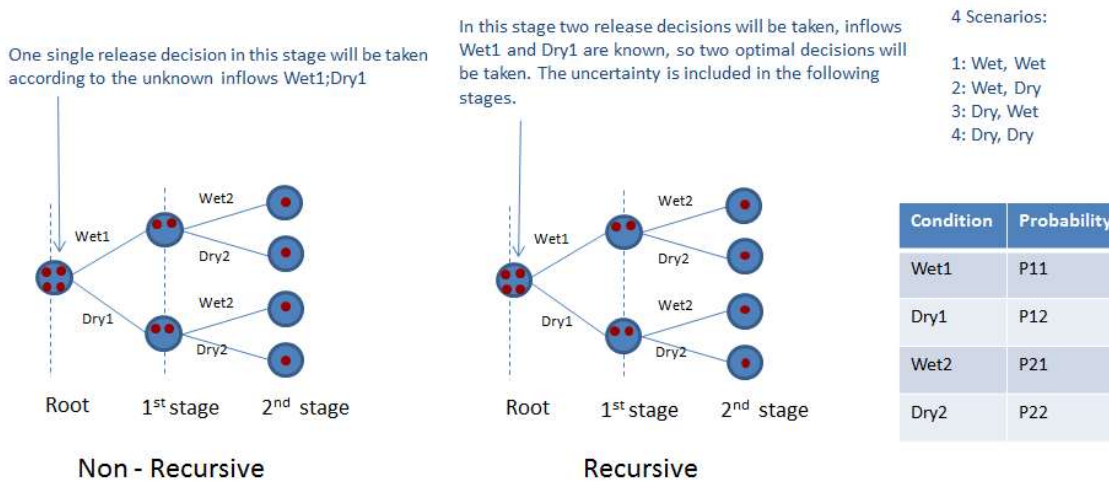 One single release decision in this stage will be taken
according to the unknown inflows Wet1;Dry1
In this stage two release decisions will be taken, inflows
Wet1 and Dry1 are known, so two optimal decisions will
be taken. The uncertainty is included in the following
stages.
4 Scenarios:
1: Wet, Wet
2: Wet, Dry
3: Dry, Wet
4: Dry, Dry
Wet1
Dry1
Wet2
Dry2
Wet2
Dry2
Root
1st stage
2nd stage
Non - Recursive
Wet1
Dry1
Wet2
Dry2
Wet2
Dry2
Root
1st stage
2nd stage
Recursive
Condition Probability
Wet1 P11
Dry1 P12
Wet2 P21
Dry2 P22